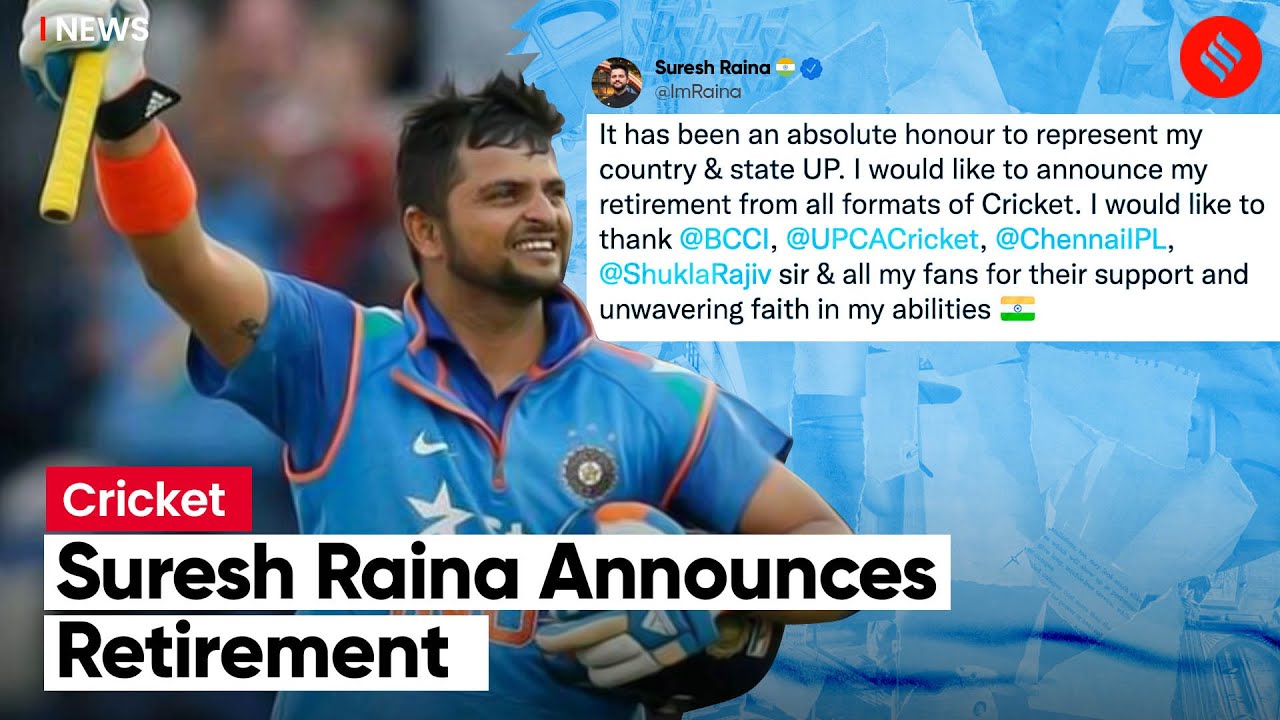 NEWS
Suresh Raina 🇮🇳
@ImRaina
It has been an absolute honour to represent my
country & state UP. I would like to announce my
retirement from all formats of Cricket. I would like to
thank @BCCI, @UPCACricket, @ChennaiIPL,
@ShuklaRajiv sir & all my fans for their support and
unwavering faith in my abilities 🇮🇳
Cricket
Suresh Raina Announces
Retirement